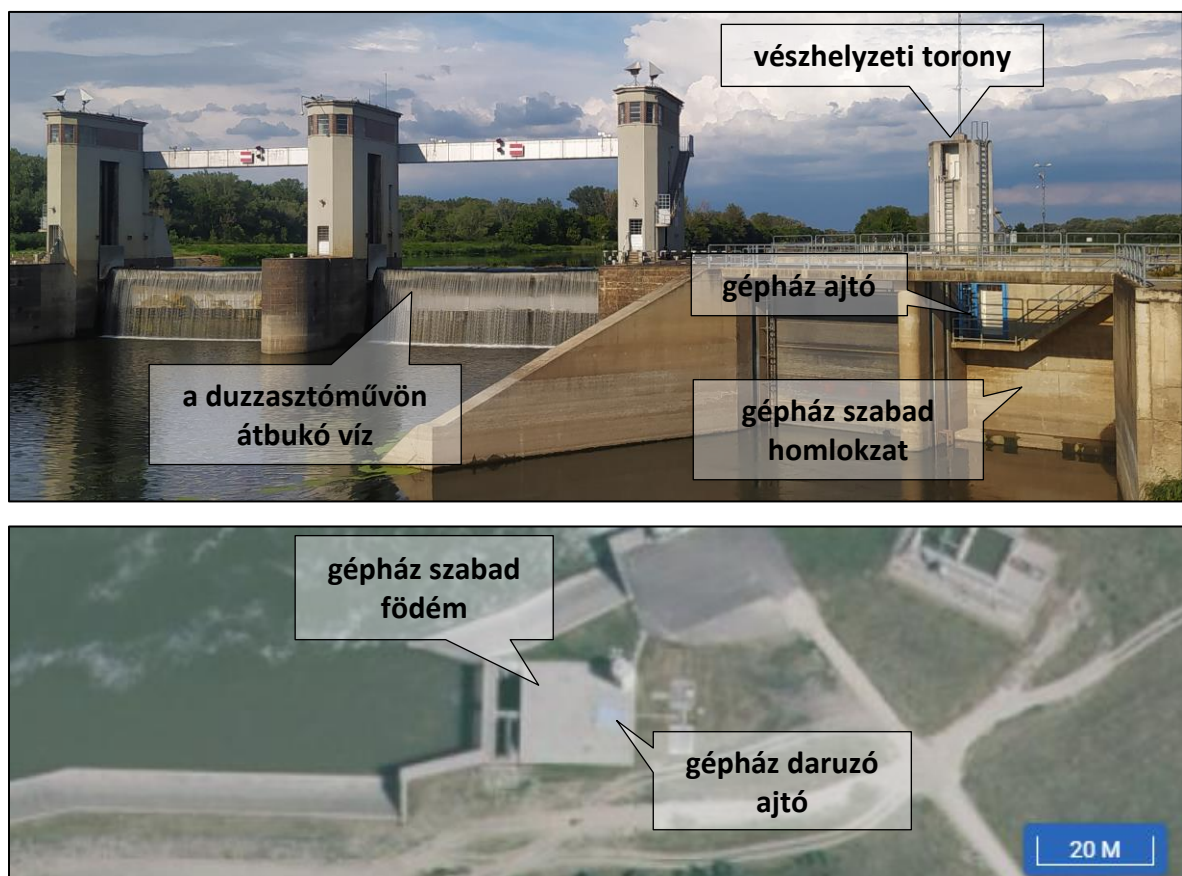 vészhelyzeti torony
gépház ajtó
a duzzasztóművön
átbukó víz
gépház szabad
homlokzat
gépház szabad
födém
gépház daruzó
ajtó
20 M